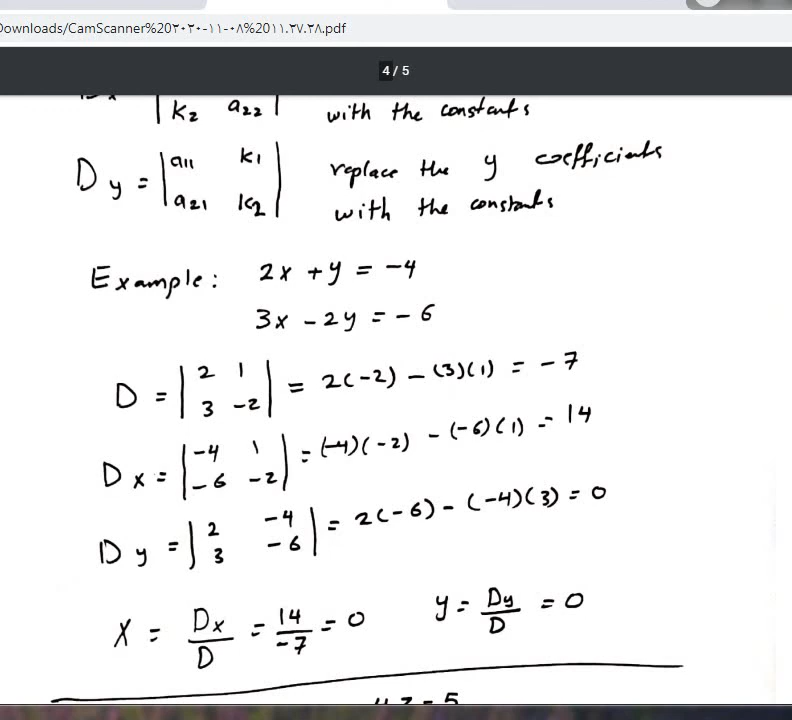 Downloads/CamScanner%20٢٠٢٠-١١-٠٨%2011.٢٧.٢٨.pdf
4 / 5
| k2 a22 | with the constants
Dy = | a11 k1 | replace the y coefficients
| a21 k2 | with the constants
Example: 2x + y = -4
3x - 2y = - 6
D = | 2 1 | = 2(-2) - (3)(1) = - 7
| 3 -2 |
Dx = | -4 1 | = (-4)(-2) - (-6)(1) = 14
| -6 -2 |
Dy = | 2 -4 | = 2(-6) - (-4)(3) = 0
| 3 -6 |
X = Dx/D = 14/-7 = 0 y = Dy/D = 0